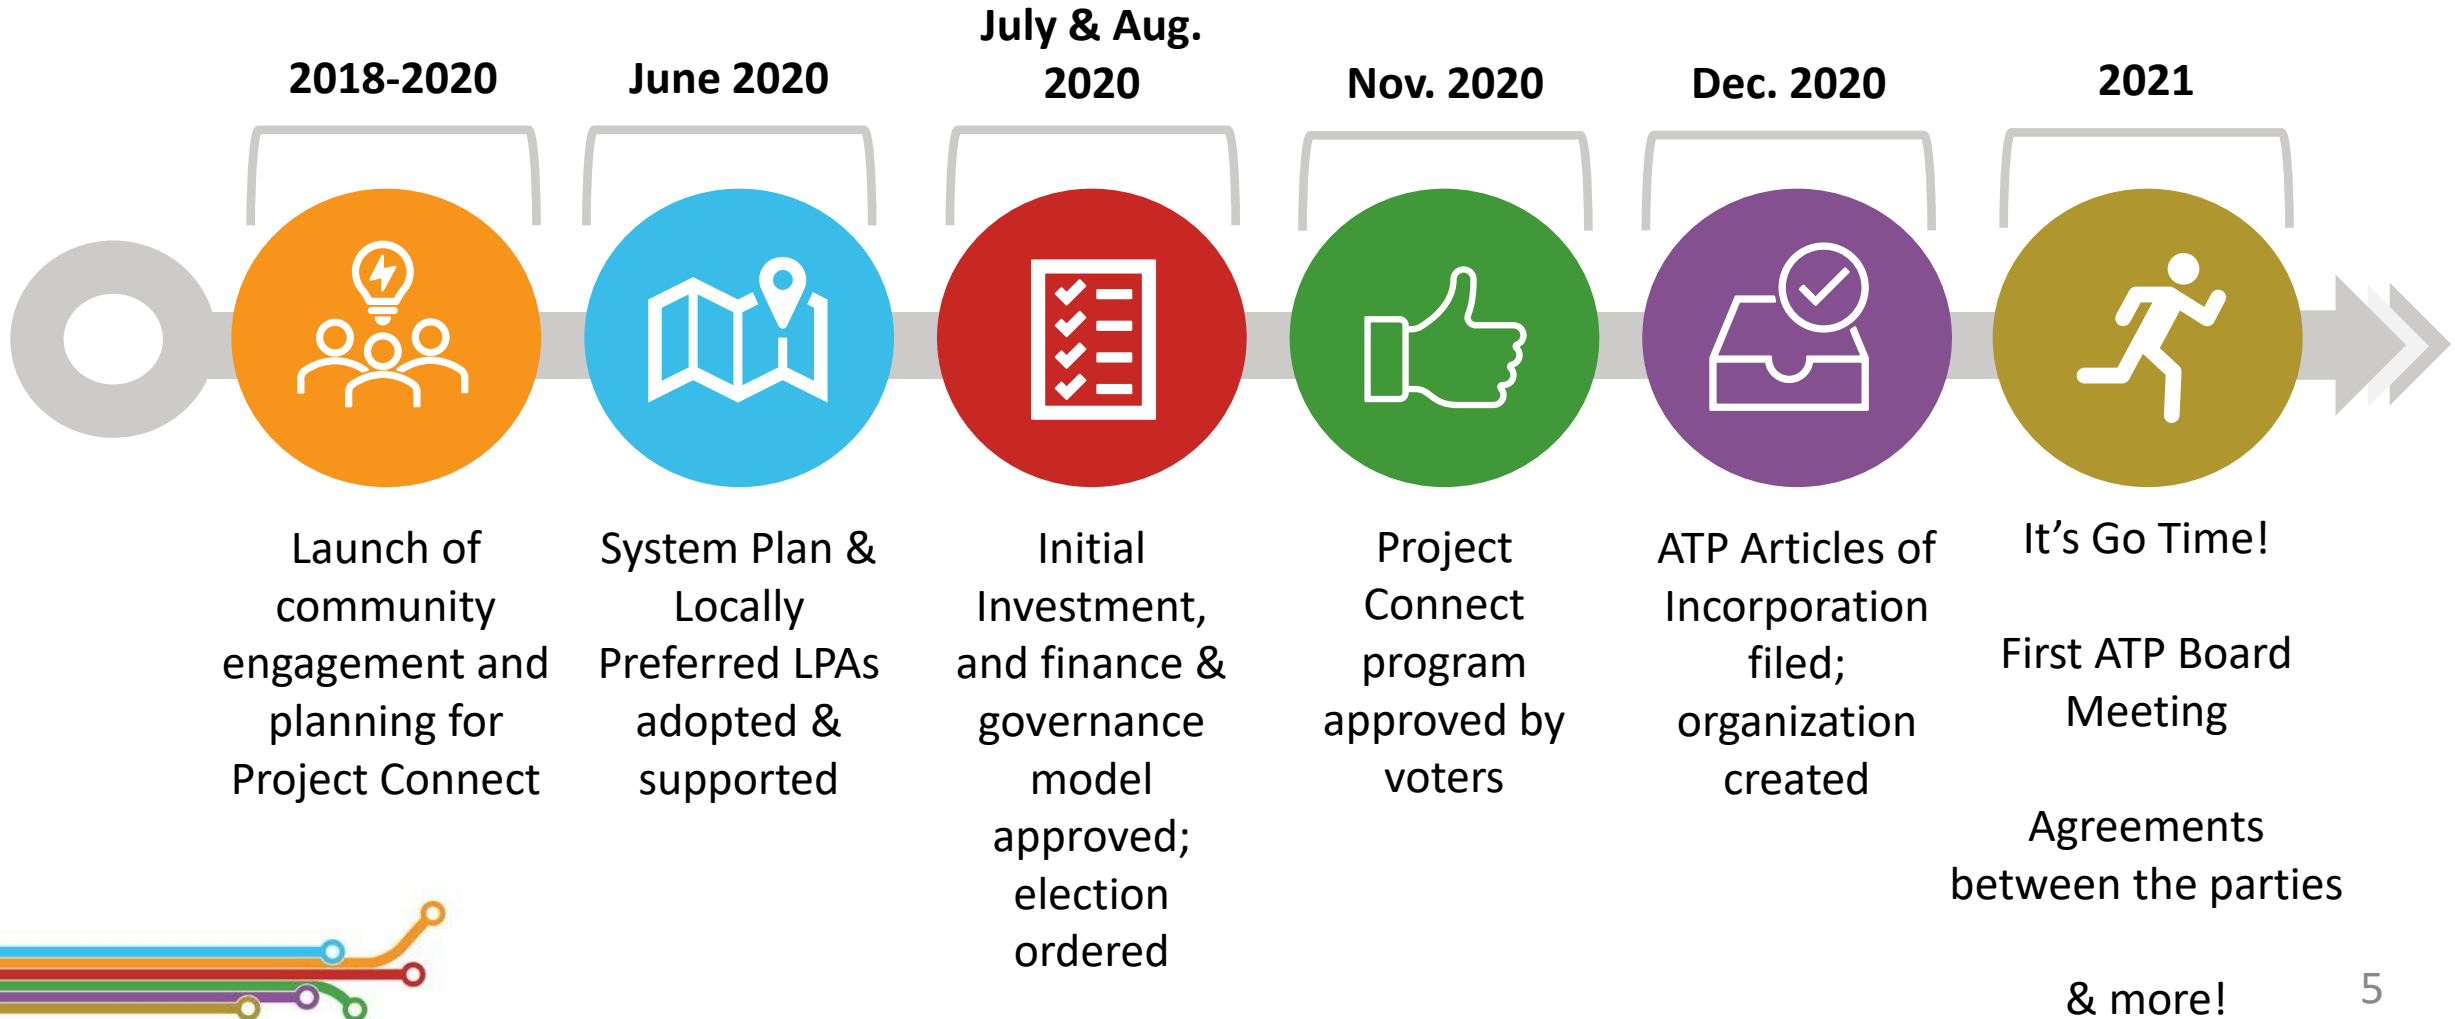 2018-2020
Launch of
community
engagement and
planning for
Project Connect
June 2020
System Plan &
Locally
Preferred LPAs
adopted &
supported
July & Aug.
2020
Initial
Investment,
and finance &
governance
model
approved;
election
ordered
Nov. 2020
Project
Connect
program
approved by
voters
Dec. 2020
ATP Articles of
Incorporation
filed;
organization
created
2021
It’s Go Time!
First ATP Board
Meeting
Agreements
between the parties
& more!
5